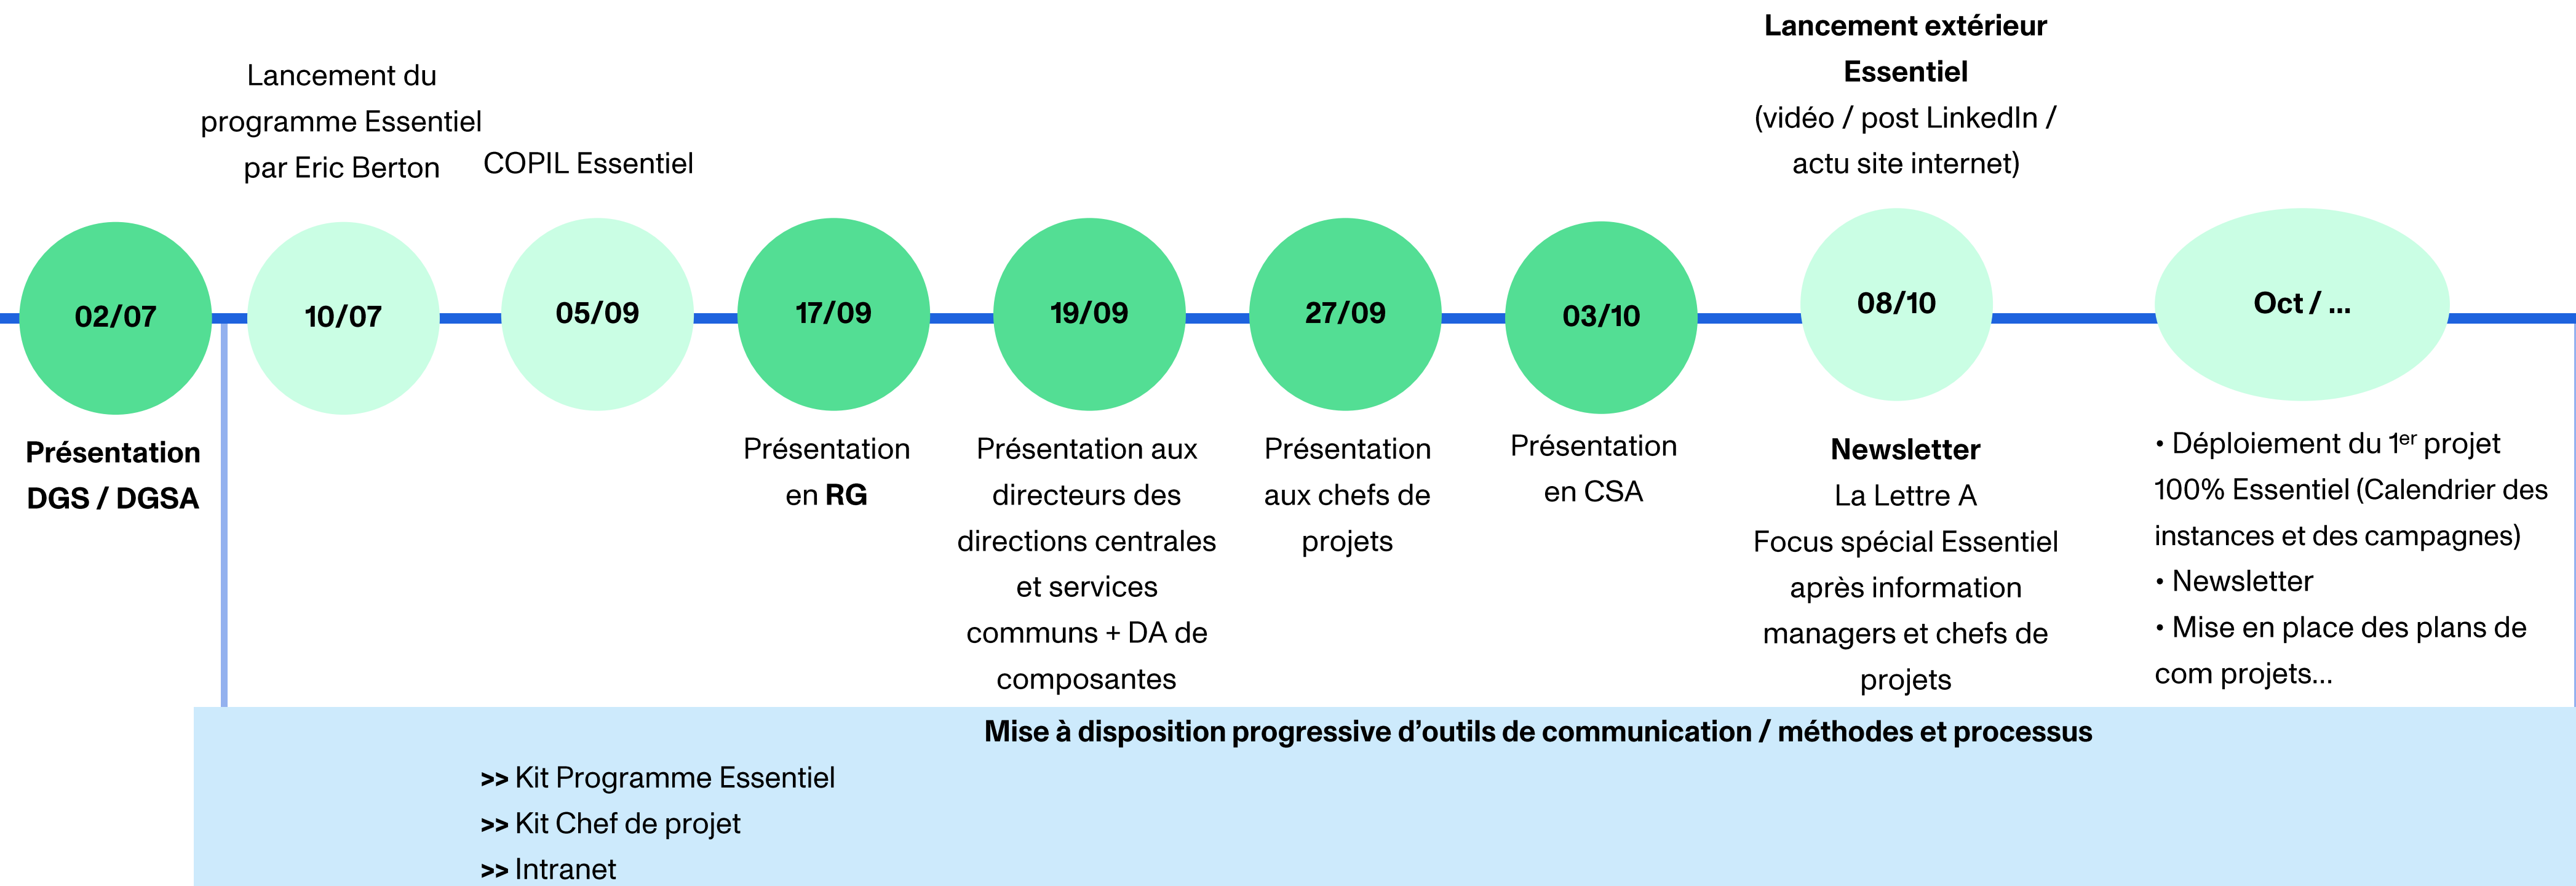 Lancement du
programme Essentiel
par Eric Berton
COPIL Essentiel
Lancement extérieur
Essentiel
(vidéo / post LinkedIn /
actu site internet)
02/07
10/07
05/09
17/09
19/09
27/09
03/10
08/10
Oct / ...
Présentation
DGS / DGSA
Présentation
en RG
Présentation aux
directeurs des
directions centrales
et services
communs + DA de
composantes
Présentation
aux chefs de
projets
Présentation
en CSA
Newsletter
La Lettre A
Focus spécial Essentiel
après information
managers et chefs de
projets
• Déploiement du 1er projet
100% Essentiel (Calendrier des
instances et des campagnes)
• Newsletter
• Mise en place des plans de
com projets...
Mise à disposition progressive d’outils de communication / méthodes et processus
>> Kit Programme Essentiel
>> Kit Chef de projet
>> Intranet